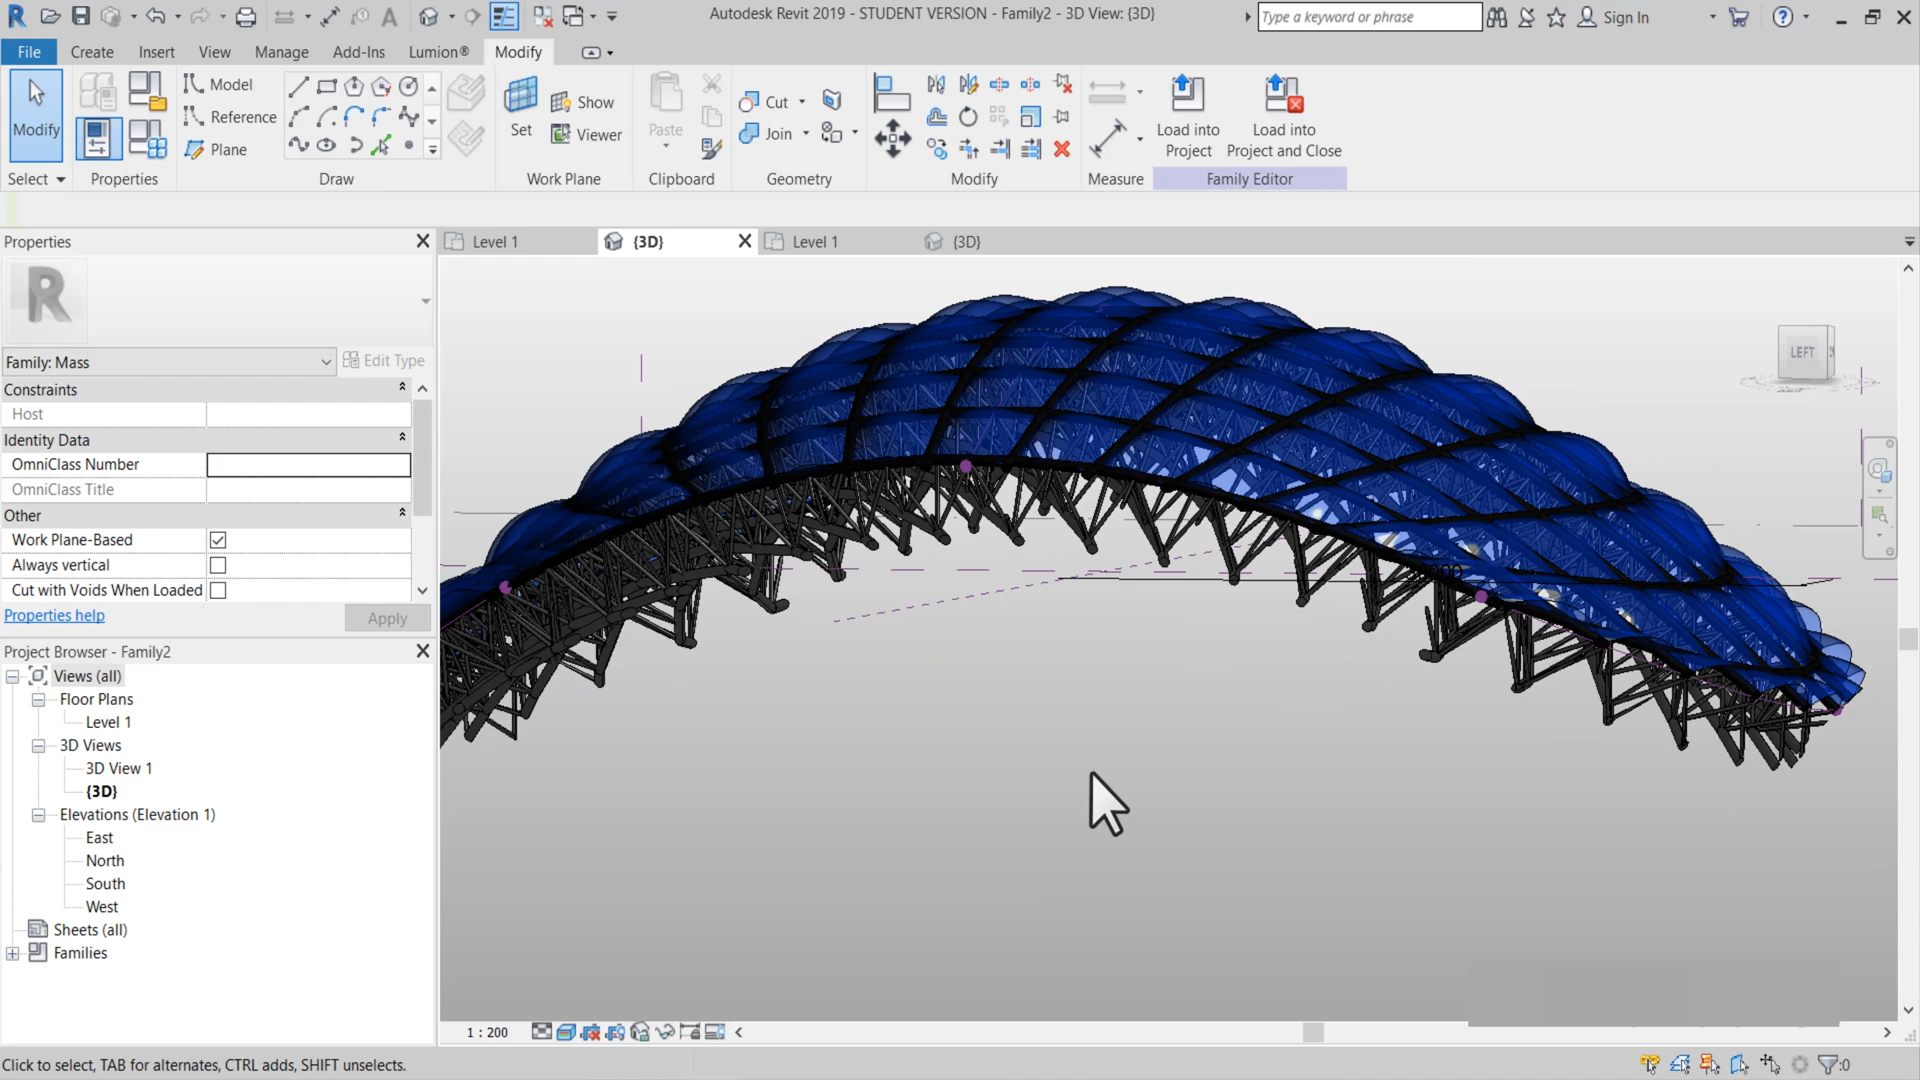 Autodesk Revit 2019 - STUDENT VERSION - Family2 - 3D View: {3D}
Type a keyword or phrase
Sign In
File Create Insert View Manage Add-Ins Lumion® Modify
Modify
Model
Reference
Plane
Set
Show
Viewer
Paste
Cut
Join
Load into
Project
Load into
Project and Close
Select Properties Draw Work Plane Clipboard Geometry Modify Measure Family Editor
Properties
Level 1 {3D} Level 1 {3D}
R
Family: Mass
Edit Type
Constraints
Host
Identity Data
OmniClass Number
OmniClass Title
Other
Work Plane-Based
Always vertical
Cut with Voids When Loaded
Properties help
Apply
Project Browser - Family2
Views (all)
Floor Plans
Level 1
3D Views
3D View 1
{3D}
Elevations (Elevation 1)
East
North
South
West
Sheets (all)
Families
LEFT
1 : 200
Click to select, TAB for alternates, CTRL adds, SHIFT unselects.
:0